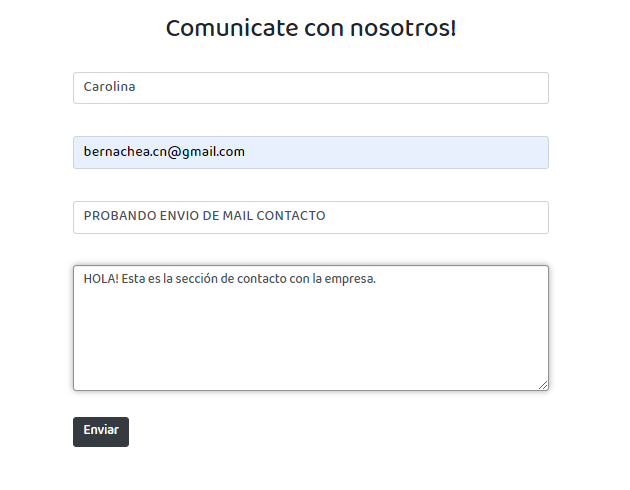 Comunicate con nosotros!
Carolina
bernachea.cn@gmail.com
PROBANDO ENVIO DE MAIL CONTACTO
HOLA! Esta es la sección de contacto con la empresa.
Enviar